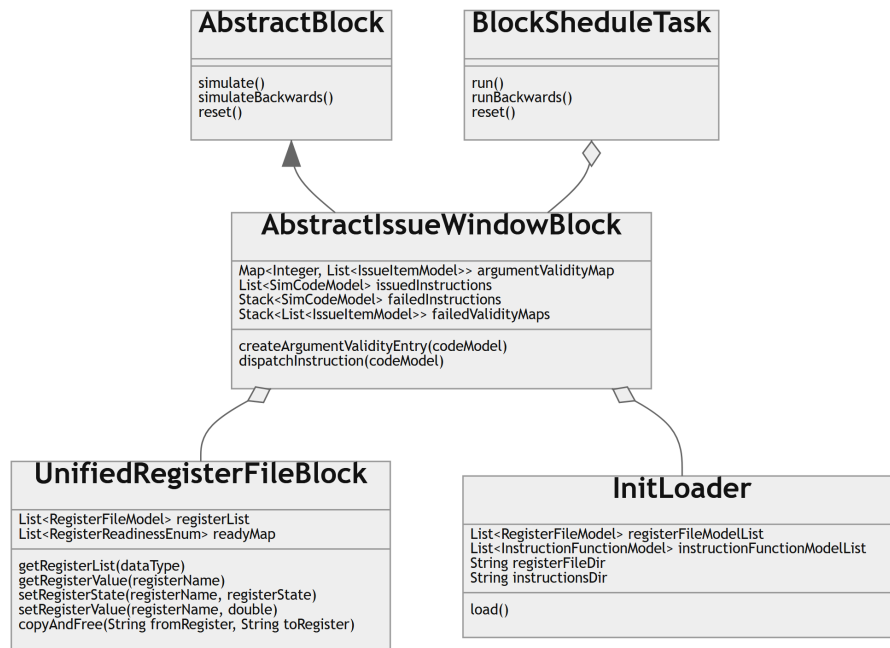 AbstractBlock
simulate()
simulateBackwards()
reset()
BlockSheduleTask
run()
runBackwards()
reset()
AbstractIssueWindowBlock
Map<Integer, List<IssueItemModel>> argumentValidityMap
List<SimCodeModel> issuedInstructions
Stack<SimCodeModel> failedInstructions
Stack<List<IssueItemModel>> failedValidityMaps
createArgumentValidityEntry(codeModel)
dispatchInstruction(codeModel)
UnifiedRegisterFileBlock
List<RegisterFileModel> registerList
List<RegisterReadinessEnum> readyMap
getRegisterList(dataType)
getRegisterValue(registerName)
setRegisterState(registerName, registerState)
setRegisterValue(registerName, double)
copyAndFree(String fromRegister, String toRegister)
InitLoader
List<RegisterFileModel> registerFileModelList
List<InstructionFunctionModel> instructionFunctionModelList
String registerFileDir
String instructionsDir
load()